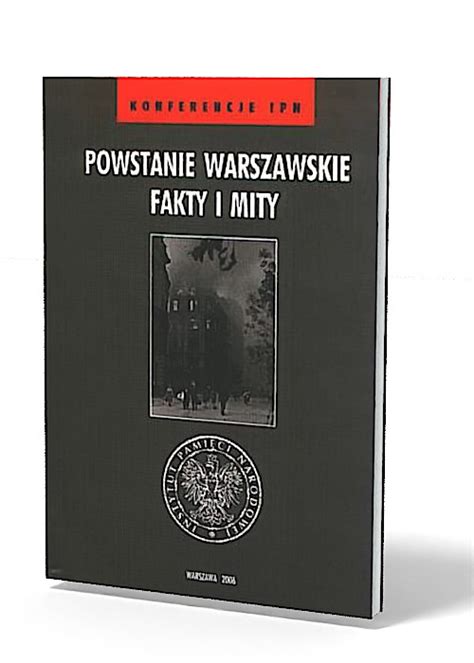 KONFERENCJE IPN
POWSTANIE WARSZAWSKIE
FAKTY I MITY
INSTYTUT PAMIĘCI NARODOWEJ
WARSZAWA 2006